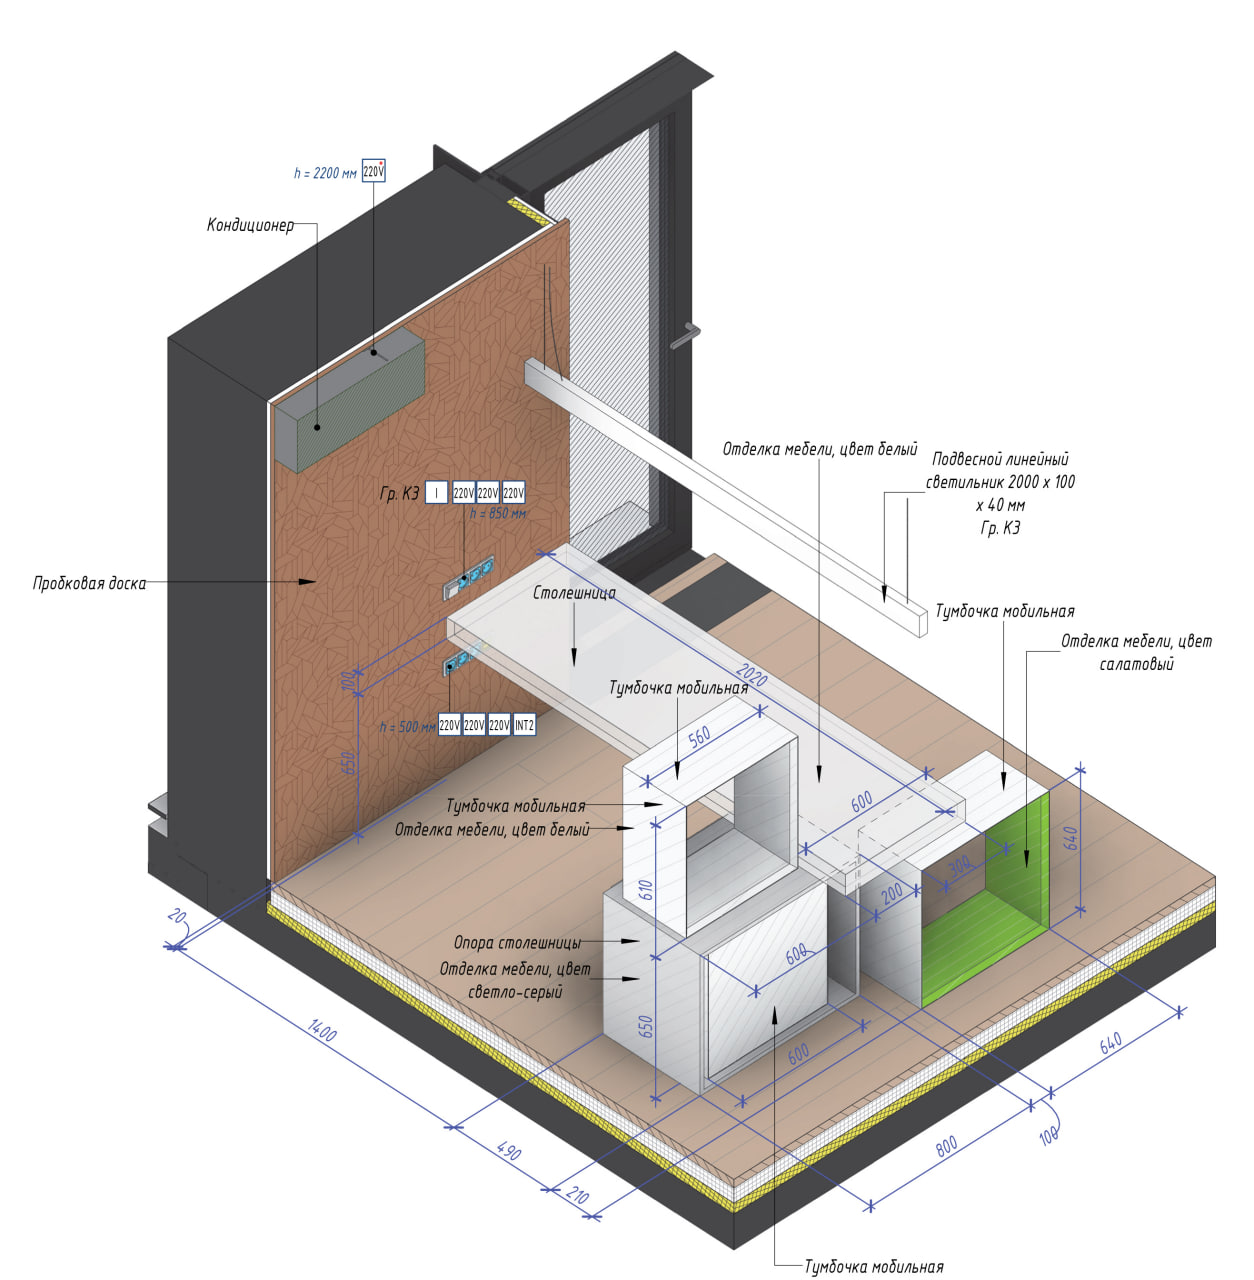 h = 2200 мм 220V*
Кондиционер
Отделка мебели, цвет белый
Подвесной линейный
светильник 2000 x 100
x 40 мм
Гр. К3
Гр. К3 I 220V 220V 220V
h = 850 мм
Пробковая доска
Столешница
Тумбочка мобильная
Отделка мебели, цвет
салатовый
2020
Тумбочка мобильная
100
h = 500 мм 220V 220V 220V INT2
560
650
Тумбочка мобильная
Отделка мебели, цвет белый
600
640
300
610
200
20
Опора столешницы
600
Отделка мебели, цвет
светло-серый
1400
650
600
640
490
800
100
210
Тумбочка мобильная